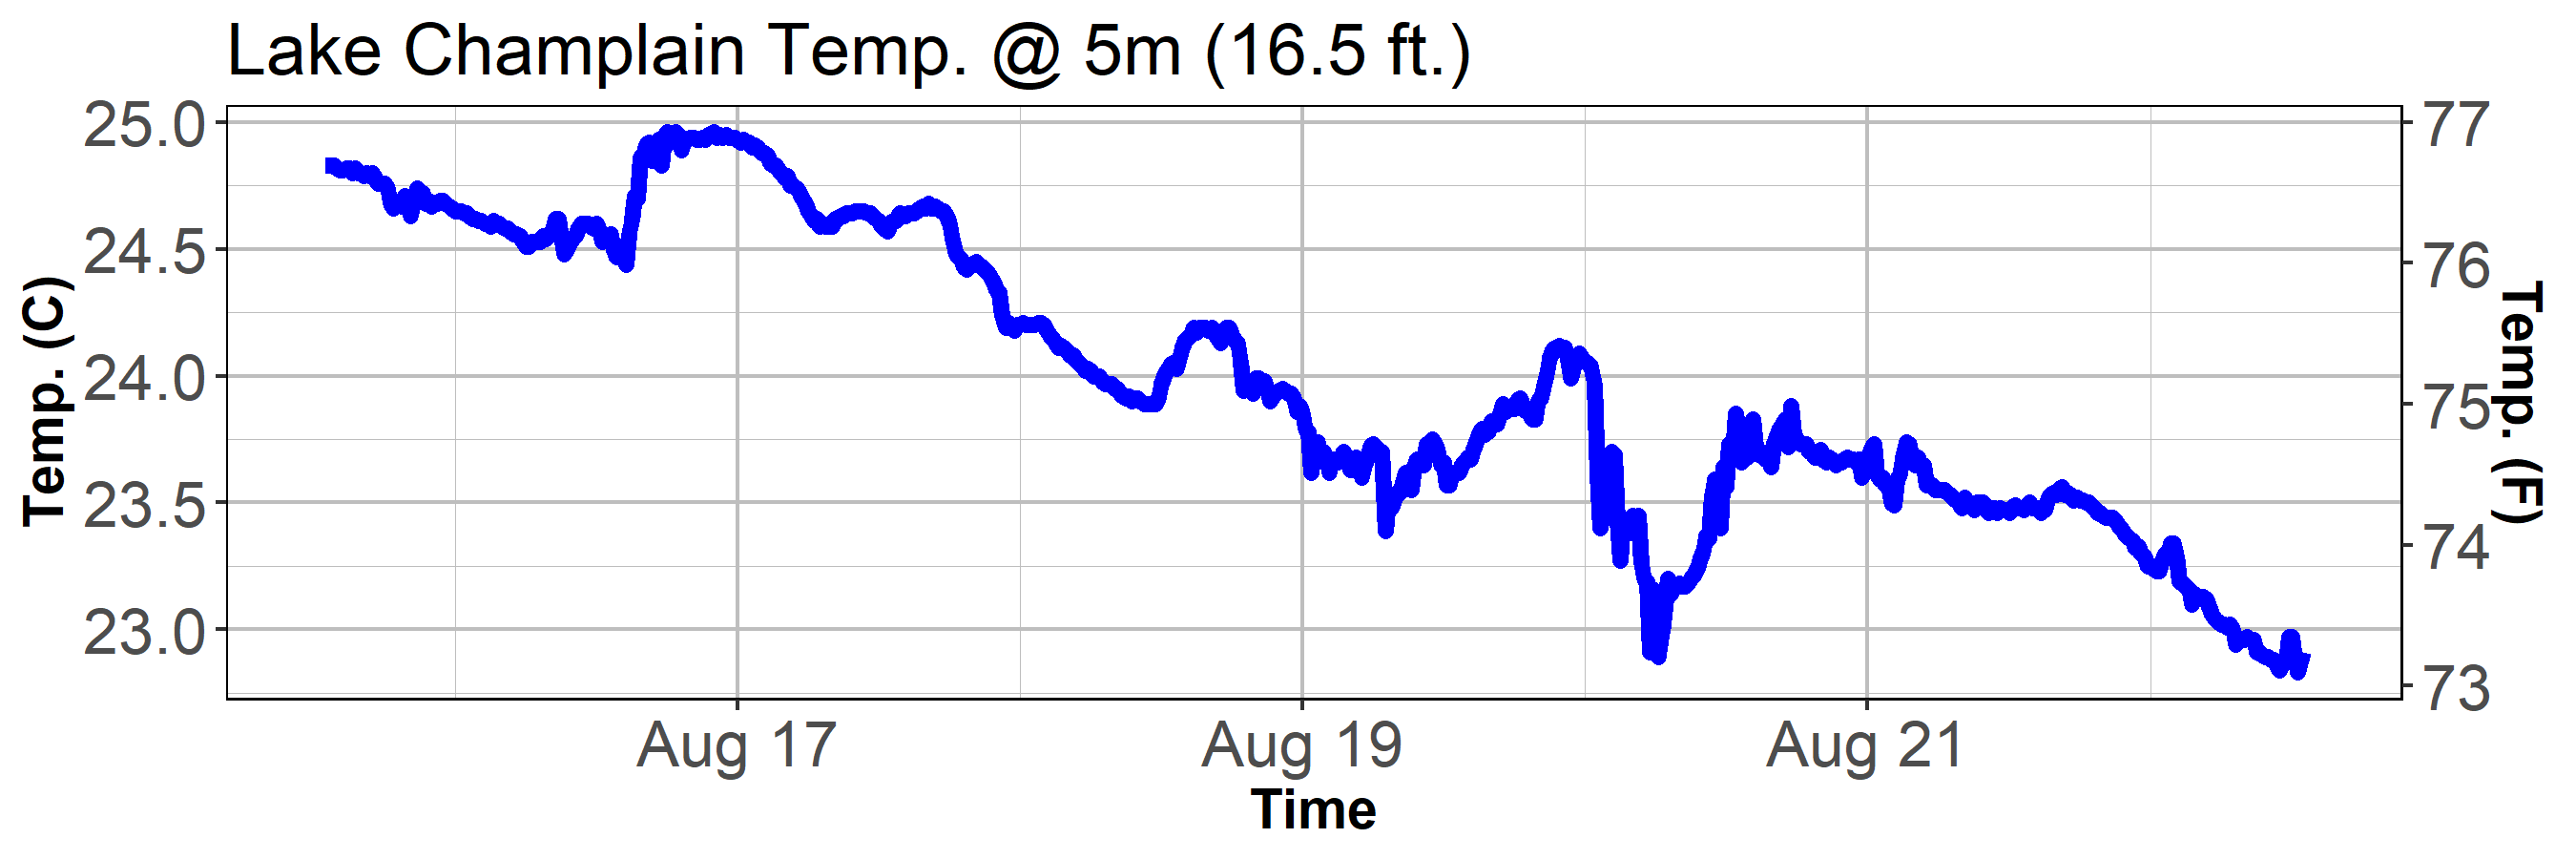 Lake Champlain Temp. @ 5m (16.5 ft.)
Temp. (C)
25.0
24.5
24.0
23.5
23.0
77
76
75
74
73
Temp. (F)
Aug 17
Aug 19
Aug 21
Time